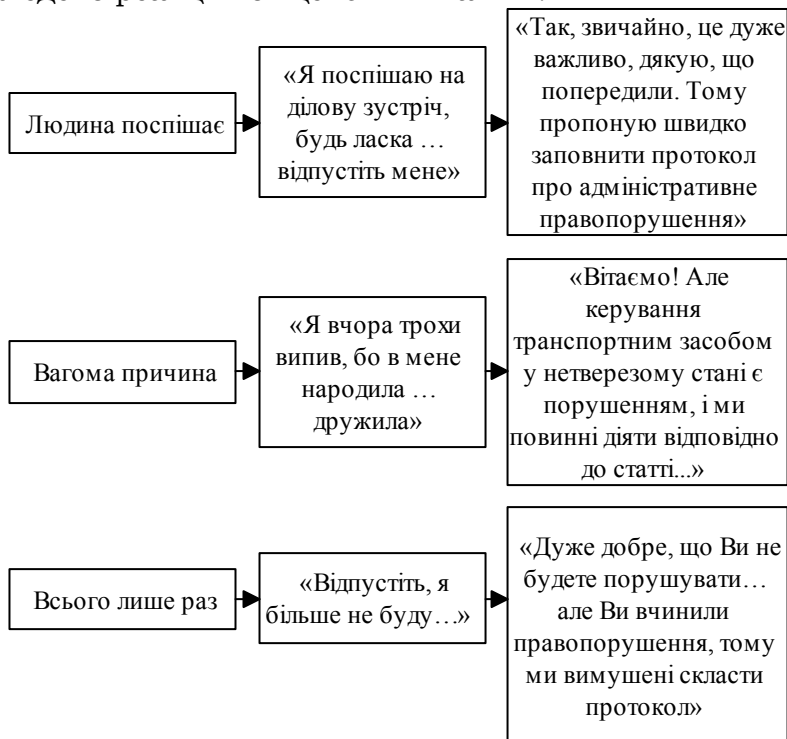 Людина поспішає
«Я поспішаю на
ділову зустріч,
будь ласка …
відпустіть мене»
«Так, звичайно, це дуже
важливо, дякую, що
попередили. Тому
пропоную швидко
заповнити протокол
про адміністративне
правопорушення»
Вагома причина
«Я вчора трохи
випив, бо в мене
народила …
дружила»
«Вітаємо! Але
керування
транспортним засобом
у нетверезому стані є
порушенням, і ми
повинні діяти відповідно
до статті...»
Всього лише раз
«Відпустіть, я
більше не буду…»
«Дуже добре, що Ви не
будете порушувати…
але Ви вчинили
правопорушення, тому
ми вимушені скласти
протокол»